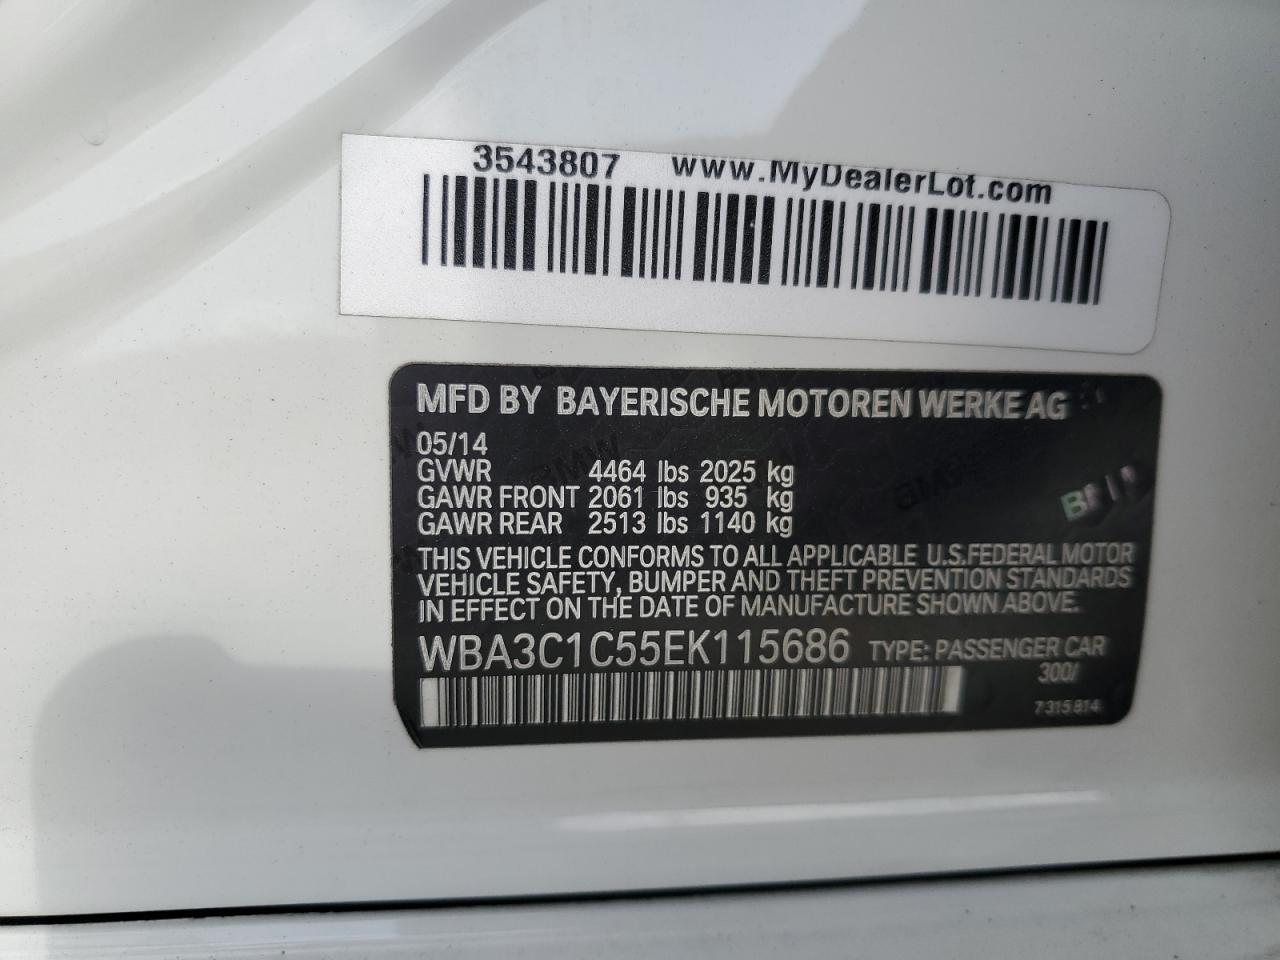 3543807 www.MyDealerLot.com
MFD BY BAYERISCHE MOTOREN WERKE AG
05/14
GVWR 4464 lbs 2025 kg
GAWR FRONT 2061 lbs 935 kg
GAWR REAR 2513 lbs 1140 kg
THIS VEHICLE CONFORMS TO ALL APPLICABLE U.S.FEDERAL MOTOR
VEHICLE SAFETY, BUMPER AND THEFT PREVENTION STANDARDS
IN EFFECT ON THE DATE OF MANUFACTURE SHOWN ABOVE.
WBA3C1C55EK115686 TYPE: PASSENGER CAR
300/
7315814